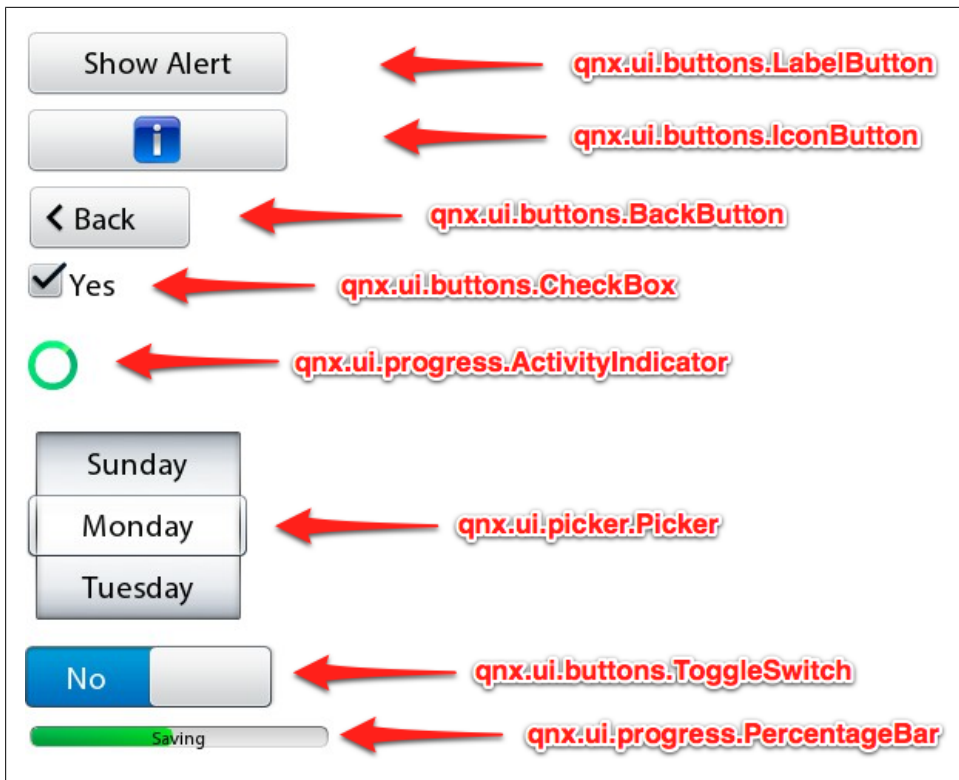 Show Alert
qnx.ui.buttons.LabelButton
i
qnx.ui.buttons.IconButton
Back
qnx.ui.buttons.BackButton
Yes
qnx.ui.buttons.CheckBox
qnx.ui.progress.ActivityIndicator
Sunday
Monday
qnx.ui.picker.Picker
Tuesday
No
qnx.ui.buttons.ToggleSwitch
Saving
qnx.ui.progress.PercentageBar